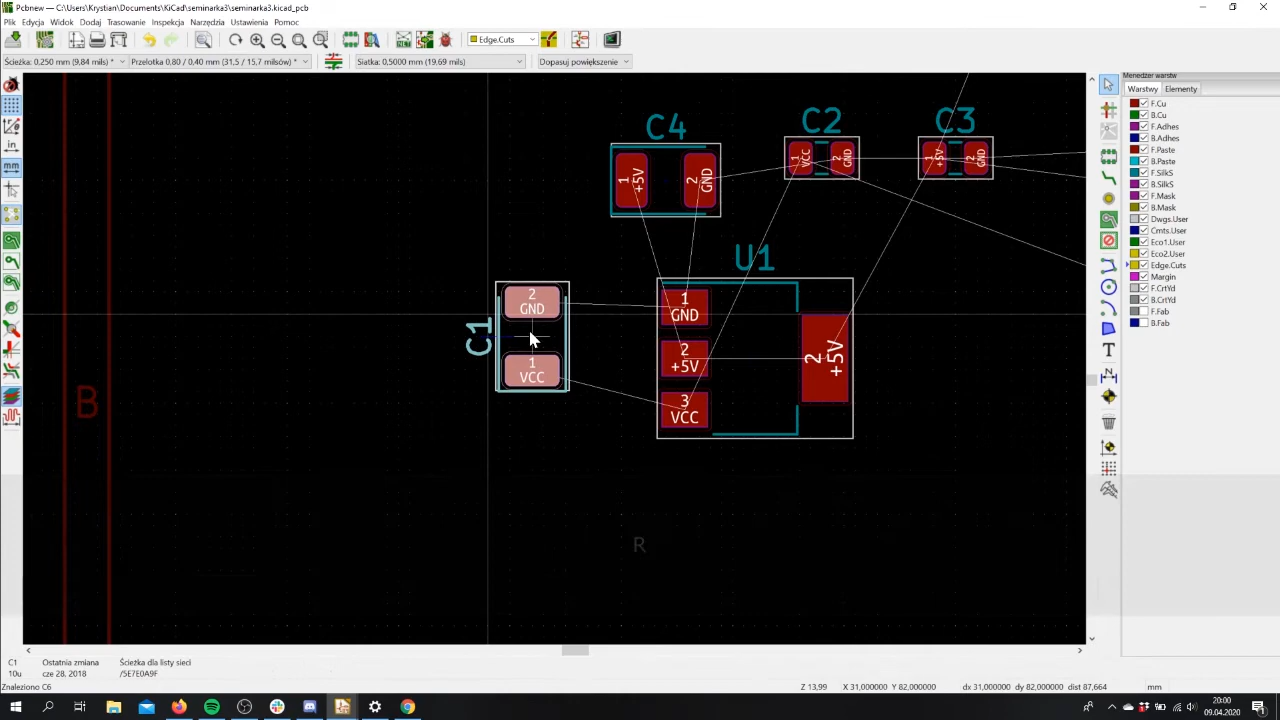 Pcbnew — C:\Users\Krystian\Documents\KiCad\seminarka3\seminarka3.kicad_pcb
Plik Edycja Widok Dodaj Trasowanie Inspekcja Narzędzia Ustawienia Pomoc
Edge.Cuts
Ścieżka: 0,250 mm (9,84 mils) * Przelotka 0,80 / 0,40 mm (31,5 / 15,7 milsów) * Siatka: 0,5000 mm (19.69 mils) Dopasuj powiększenie
Menedżer warstw
Warstwy Elementy
F.Cu
B.Cu
F.Adhes
B.Adhes
F.Paste
B.Paste
F.SilkS
B.SilkS
F.Mask
B.Mask
Dwgs.User
Cmts.User
Eco1.User
Eco2.User
Edge.Cuts
Margin
F.CrtYd
B.CrtYd
F.Fab
B.Fab
in
mm
C4
C2
C3
1
+5V
2
GND
1
VCC
2
GND
1
+5V
2
GND
U1
C1
2
GND
1
VCC
1
GND
2
+5V
3
VCC
2
+5V
B
R
C1 Ostatnia zmiana Ścieżka dla listy sieci
10u cze 28, 2018 /5E7E0A9F
Znaleziono C6 Z 13,99 X 31,000000 Y 82,000000 dx 31,000000 dy 82,000000 dist 87,664 mm
20:00
09.04.2020